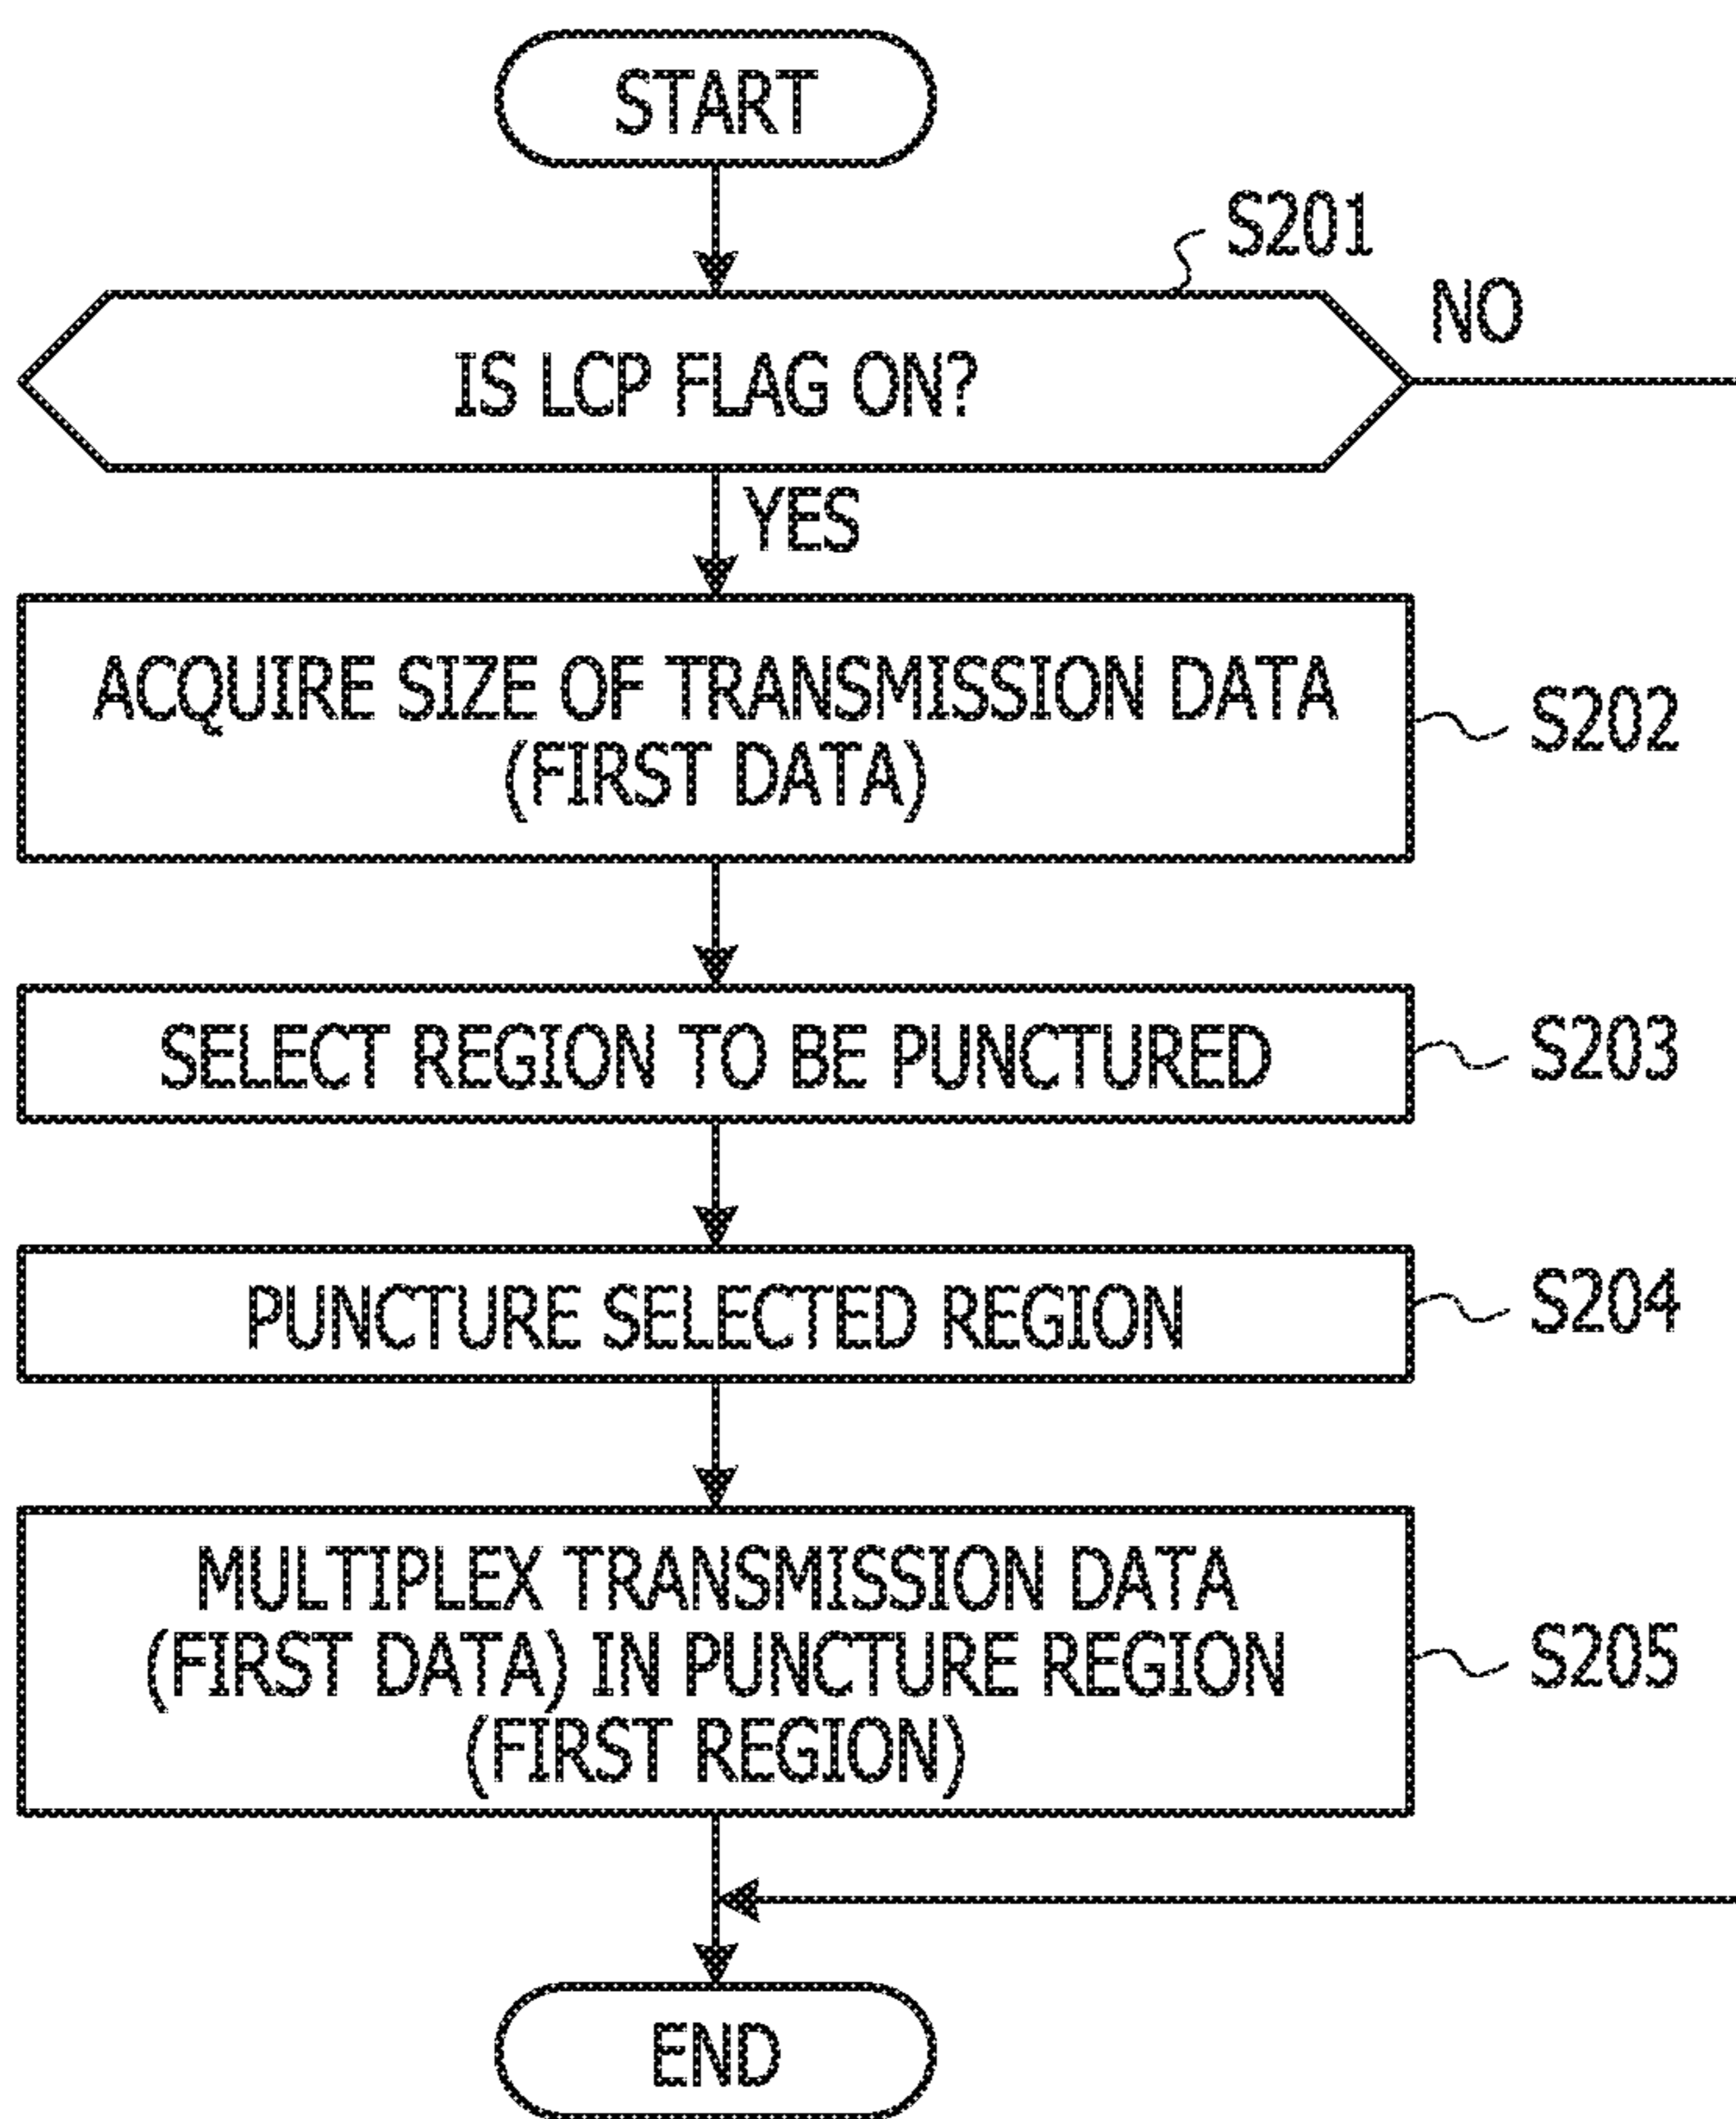 START
S201
NO
IS LCP FLAG ON?
YES
ACQUIRE SIZE OF TRANSMISSION DATA
(FIRST DATA)
S202
SELECT REGION TO BE PUNCTURED
S203
PUNCTURE SELECTED REGION
S204
MULTIPLEX TRANSMISSION DATA
(FIRST DATA) IN PUNCTURE REGION
(FIRST REGION)
S205
END